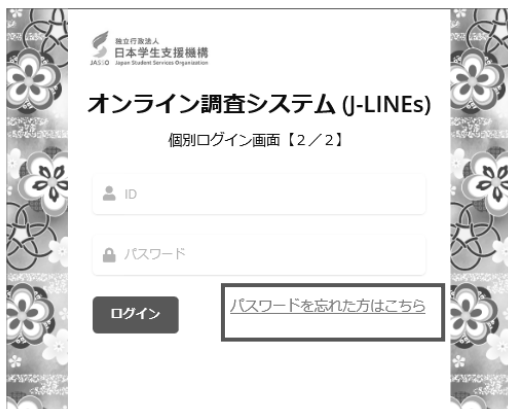 独立行政法人
日本学生支援機構
JASSO Japan Student Services Organization
オンライン調査システム (J-LINEs)
個別ログイン画面【２／２】
ID
パスワード
ログイン
パスワードを忘れた方はこちら